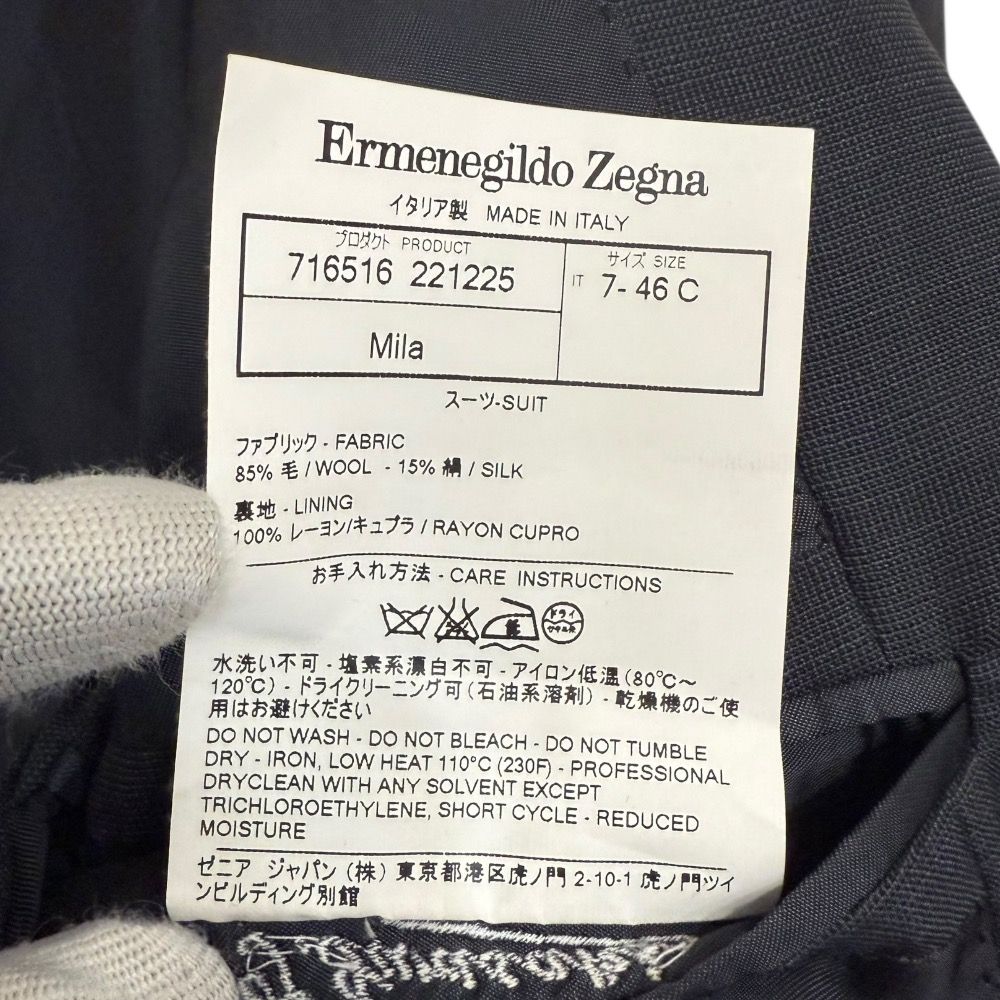 Ermenegildo Zegna
イタリア製 MADE IN ITALY
プロダクト PRODUCT
716516 221225
サイズ SIZE
IT 7- 46 C
Mila
スーツ-SUIT
ファブリック - FABRIC
85% 毛 / WOOL - 15% 絹 / SILK
裏地 - LINING
100% レーヨン/キュプラ / RAYON CUPRO
お手入れ方法 - CARE INSTRUCTIONS
ドライ
水洗い不可 - 塩素系漂白不可 - アイロン低温 (80℃～
120℃) - ドライクリーニング可 (石油系溶剤) - 乾燥機のご使
用はお避けください
DO NOT WASH - DO NOT BLEACH - DO NOT TUMBLE
DRY - IRON, LOW HEAT 110°C (230F) - PROFESSIONAL
DRYCLEAN WITH ANY SOLVENT EXCEPT
TRICHLOROETHYLENE, SHORT CYCLE - REDUCED
MOISTURE
ゼニア ジャパン (株) 東京都港区虎ノ門 2-10-1 虎ノ門ツイ
ンビルディング別館